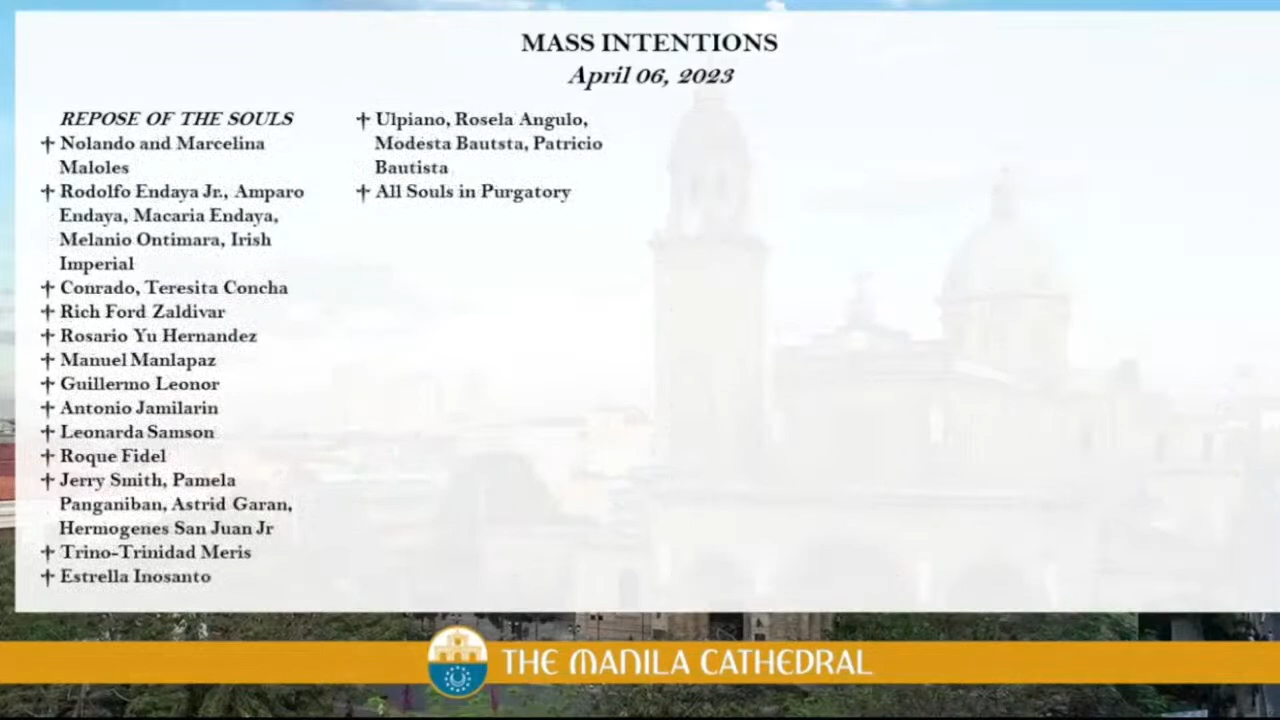 MASS INTENTIONS
April 06, 2023
REPOSE OF THE SOULS
✝ Nolando and Marcelina
Maloles
✝ Rodolfo Endaya Jr., Amparo
Endaya, Macaria Endaya,
Melanio Ontimara, Irish
Imperial
✝ Conrado, Teresita Concha
✝ Rich Ford Zaldivar
✝ Rosario Yu Hernandez
✝ Manuel Manlapaz
✝ Guillermo Leonor
✝ Antonio Jamilarin
✝ Leonarda Samson
✝ Roque Fidel
✝ Jerry Smith, Pamela
Panganiban, Astrid Garan,
Hermogenes San Juan Jr
✝ Trino-Trinidad Meris
✝ Estrella Inosanto
✝ Ulpiano, Rosela Angulo,
Modesta Bautsta, Patricio
Bautista
✝ All Souls in Purgatory
THE MANILA CATHEDRAL